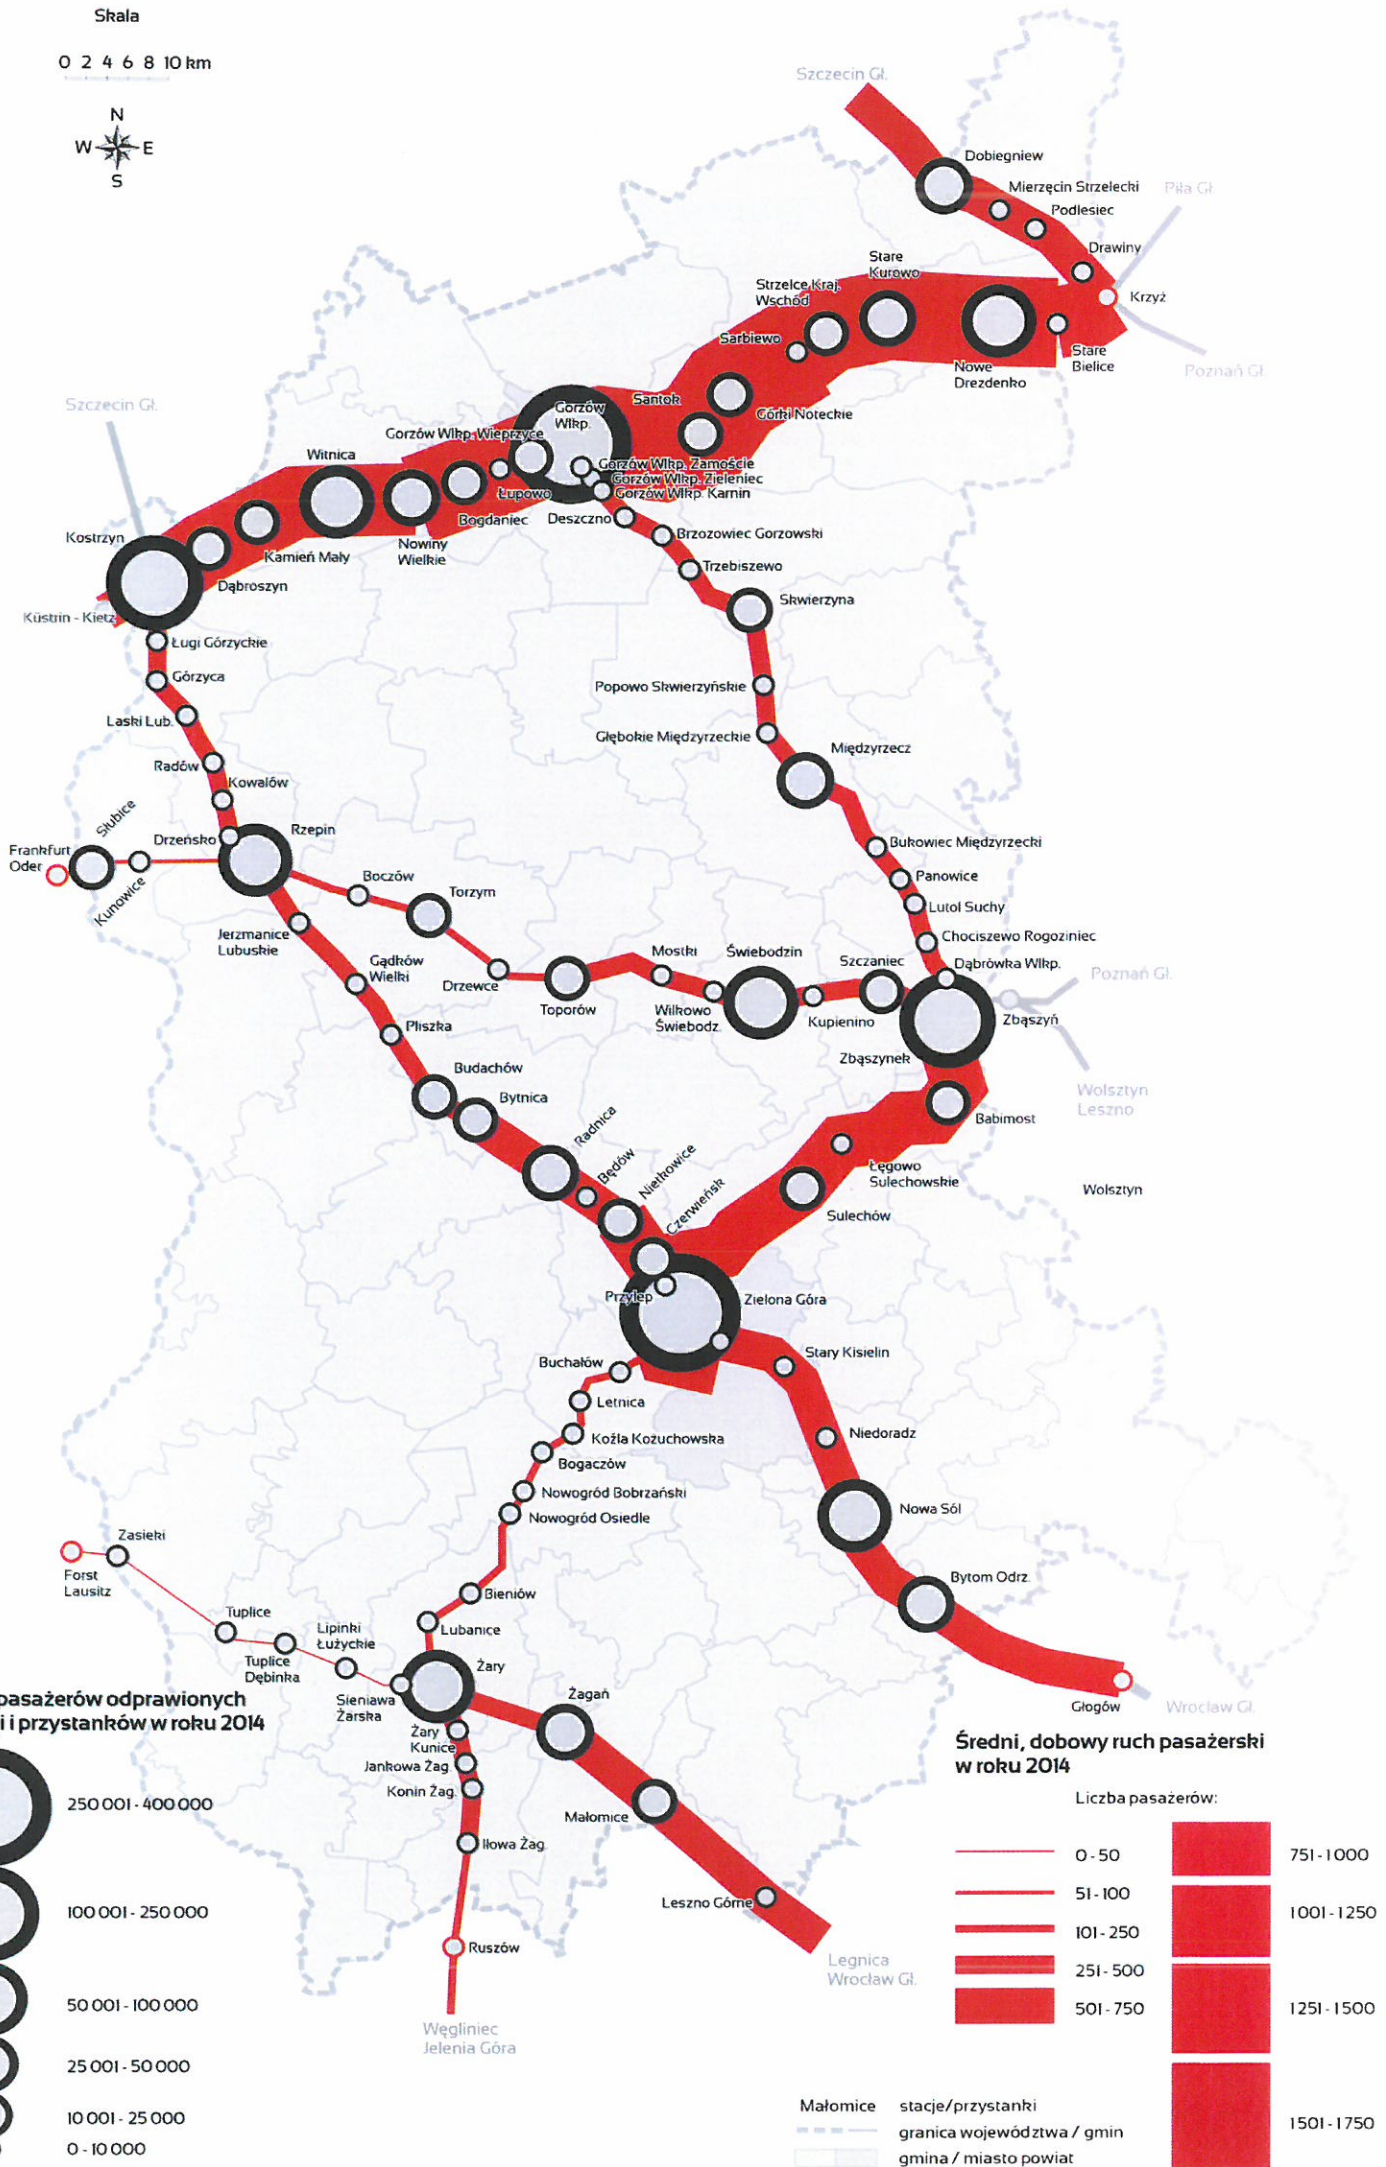 Skala
0 2 4 6 8 10 km
N
W E
S
Szczecin Gł.
Dobiegniew
Mierzęcin Strzelecki
Piła Gł.
Podlesiec
Drawiny
Krzyż
Stare
Kurowo
Strzelce Kraj.
Wschód
Sarbiewo
Stare
Bielice
Nowe
Drezdenko
Poznań Gł.
Szczecin Gł.
Santok
Górki Noteckie
Gorzów
Wlkp.
Gorzów Wlkp. Wieprzyce
Witnica
Gorzów Wlkp. Zamoście
Gorzów Wlkp. Zieleniec
Gorzów Wlkp. Karnin
Łupowo
Bogdaniec
Deszczno
Brzozowiec Gorzowski
Kostrzyn
Nowiny
Wielkie
Kamień Mały
Trzebiszewo
Dąbroszyn
Skwierzyna
Küstrin - Kietz
Ługi Górzyckie
Górzyca
Popowo Skwierzyńskie
Laski Lub.
Głębokie Międzyrzeckie
Międzyrzecz
Radów
Kowalów
Słubice
Drzeńsko
Rzepin
Frankfurt
Oder
Kunowice
Bukowiec Międzyrzecki
Boczów
Panowice
Torzym
Lutol Suchy
Jerzmanice
Lubuskie
Chociszewo Rogoziniec
Gądków
Wielki
Mostki
Świebodzin
Szczaniec
Dąbrówka Wlkp.
Poznań Gł.
Drzewce
Toporów
Wilkowo
Świebodz.
Kupienino
Zbąszyń
Pliszka
Zbąszynek
Wolsztyn
Leszno
Budachów
Bytnica
Babimost
Radnica
Będów
Nietkowice
Czerwieńsk
Łęgowo
Sulechowskie
Wolsztyn
Sulechów
Przylep
Zielona Góra
Stary Kisielin
Buchałów
Letnica
Niedoradz
Koźla Kożuchowska
Bogaczów
Nowogród Bobrzański
Nowa Sól
Nowogród Osiedle
Zasieki
Forst
Lausitz
Bytom Odrz.
Bieniów
Tuplice
Lubanice
Lipinki
Łużyckie
Tuplice
Dębinka
Żary
Sieniawa
Żarska
Żagań
Głogów
Wrocław Gł.
Żary
Kunice
Jankowa Żag.
Konin Żag.
Małomice
Iłowa Żag.
Leszno Górne
Ruszów
Legnica
Wrocław Gł.
Węgliniec
Jelenia Góra
pasażerów odprawionych
i i przystanków w roku 2014
250 001 - 400 000
100 001 - 250 000
50 001 - 100 000
25 001 - 50 000
10 001 - 25 000
0 - 10 000
Średni, dobowy ruch pasażerski
w roku 2014
Liczba pasażerów:
0 - 50
51 - 100
101 - 250
251 - 500
501 - 750
751 - 1000
1001 - 1250
1251 - 1500
1501 - 1750
Małomice stacje/przystanki
granica województwa / gmin
gmina / miasto powiat